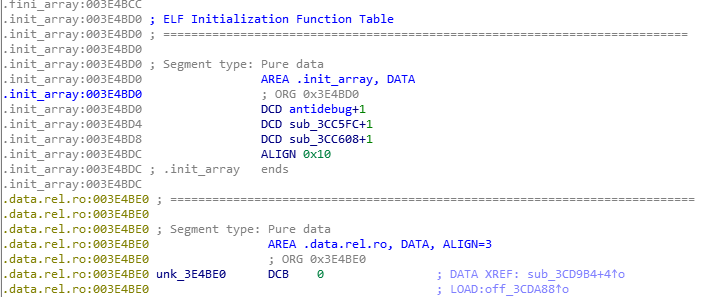 .fini_array:003E4BCC
.init_array:003E4BD0 ; ELF Initialization Function Table
.init_array:003E4BD0 ; ===========================================================================
.init_array:003E4BD0
.init_array:003E4BD0 ; Segment type: Pure data
.init_array:003E4BD0 AREA .init_array, DATA
.init_array:003E4BD0 ; ORG 0x3E4BD0
.init_array:003E4BD0 DCD antidebug+1
.init_array:003E4BD4 DCD sub_3CC5FC+1
.init_array:003E4BD8 DCD sub_3CC608+1
.init_array:003E4BDC ALIGN 0x10
.init_array:003E4BDC ; .init_array ends
.init_array:003E4BDC
.data.rel.ro:003E4BE0 ; ===========================================================================
.data.rel.ro:003E4BE0
.data.rel.ro:003E4BE0 ; Segment type: Pure data
.data.rel.ro:003E4BE0 AREA .data.rel.ro, DATA, ALIGN=3
.data.rel.ro:003E4BE0 ; ORG 0x3E4BE0
.data.rel.ro:003E4BE0 unk_3E4BE0 DCB 0 ; DATA XREF: sub_3CD9B4+4↑o
.data.rel.ro:003E4BE0 ; LOAD:off_3CDA88↑o